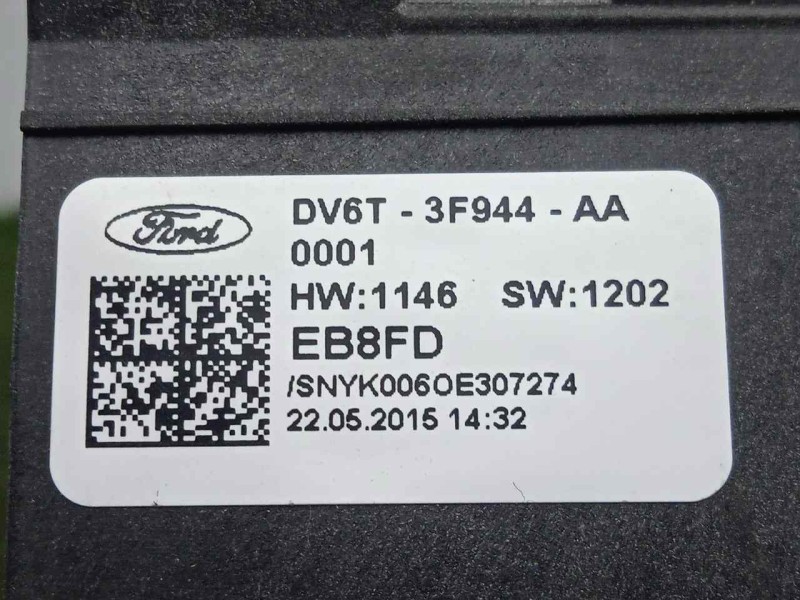 Ford
DV6T - 3F944 - AA
0001
HW:1146 SW:1202
EB8FD
/SNYK006OE307274
22.05.2015 14:32